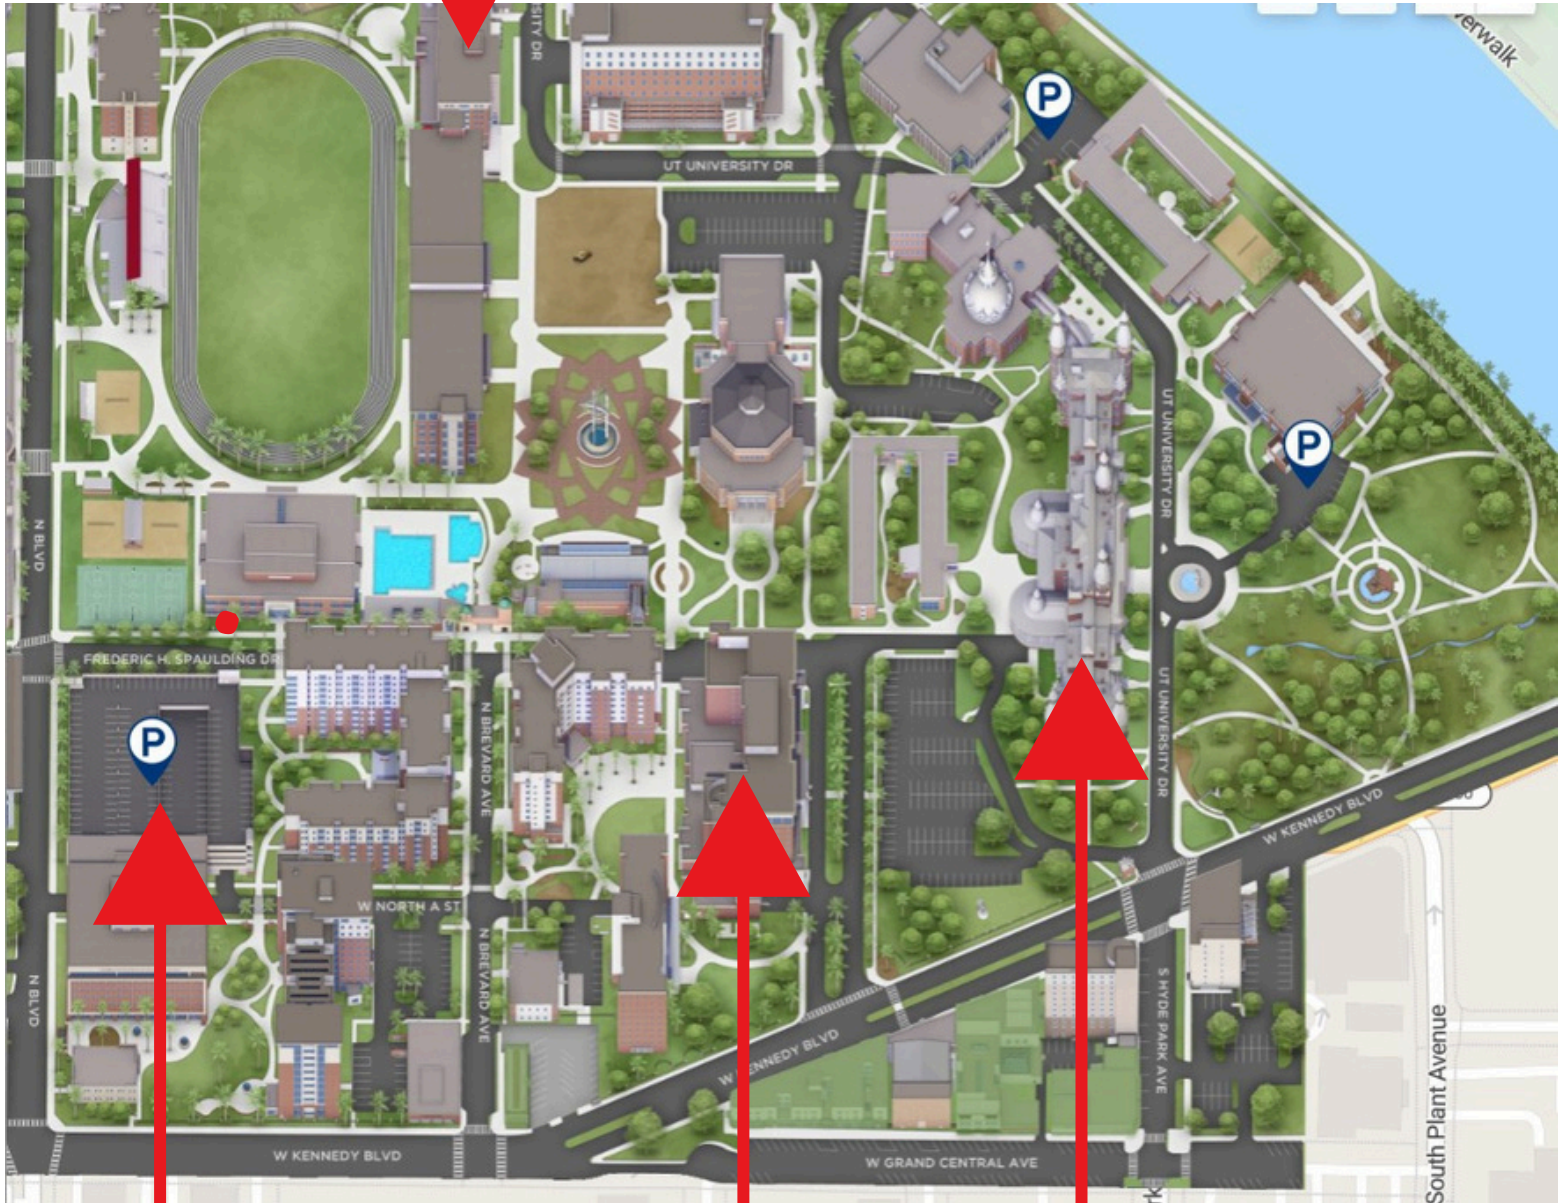 UT UNIVERSITY DR
P
UT UNIVERSITY DR
P
N BLVD
FREDERIC H. SPAULDING DR
P
N BREVARD AVE
UT UNIVERSITY DR
W KENNEDY BLVD
W NORTH A ST
N BLVD
N BREVARD AVE
W KENNEDY BLVD
S HYDE PARK AVE
South Plant Avenue
W KENNEDY BLVD
W GRAND CENTRAL AVE